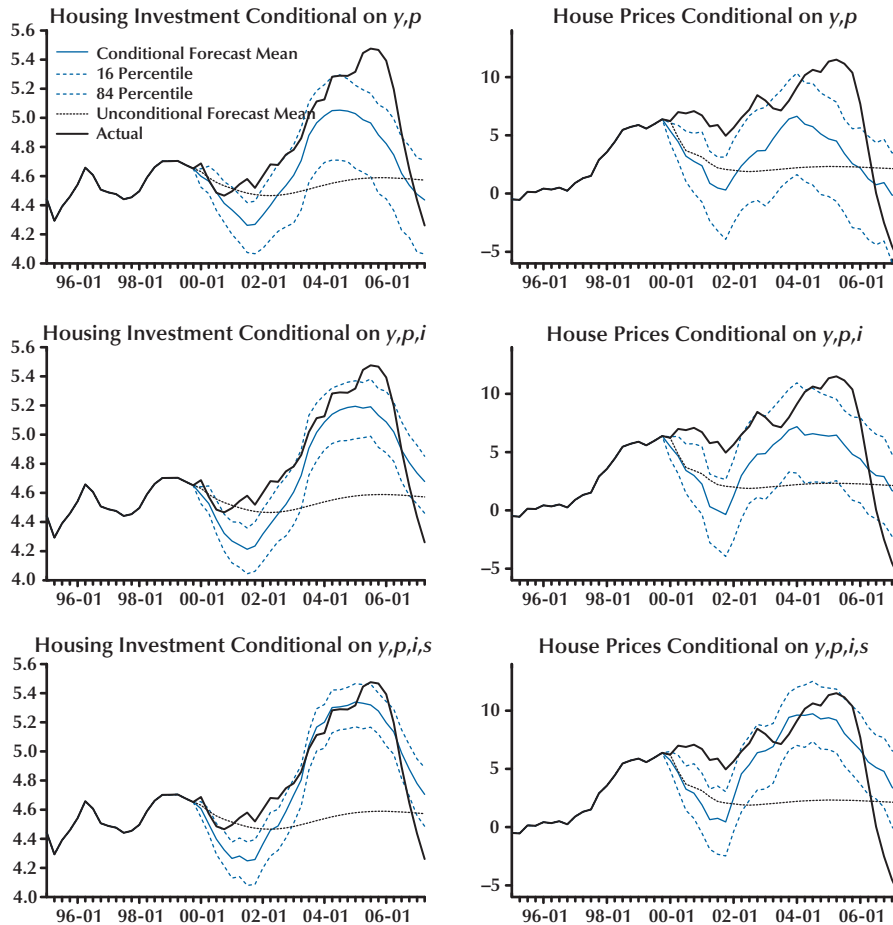 Housing Investment Conditional on y,p
5.6
5.4
5.2
5.0
4.8
4.6
4.4
4.2
4.0
Conditional Forecast Mean
16 Percentile
84 Percentile
Unconditional Forecast Mean
Actual
96-01 98-01 00-01 02-01 04-01 06-01
House Prices Conditional on y,p
10
5
0
–5
96-01 98-01 00-01 02-01 04-01 06-01
Housing Investment Conditional on y,p,i
5.6
5.4
5.2
5.0
4.8
4.6
4.4
4.2
4.0
96-01 98-01 00-01 02-01 04-01 06-01
House Prices Conditional on y,p,i
10
5
0
–5
96-01 98-01 00-01 02-01 04-01 06-01
Housing Investment Conditional on y,p,i,s
5.6
5.4
5.2
5.0
4.8
4.6
4.4
4.2
4.0
96-01 98-01 00-01 02-01 04-01 06-01
House Prices Conditional on y,p,i,s
10
5
0
–5
96-01 98-01 00-01 02-01 04-01 06-01